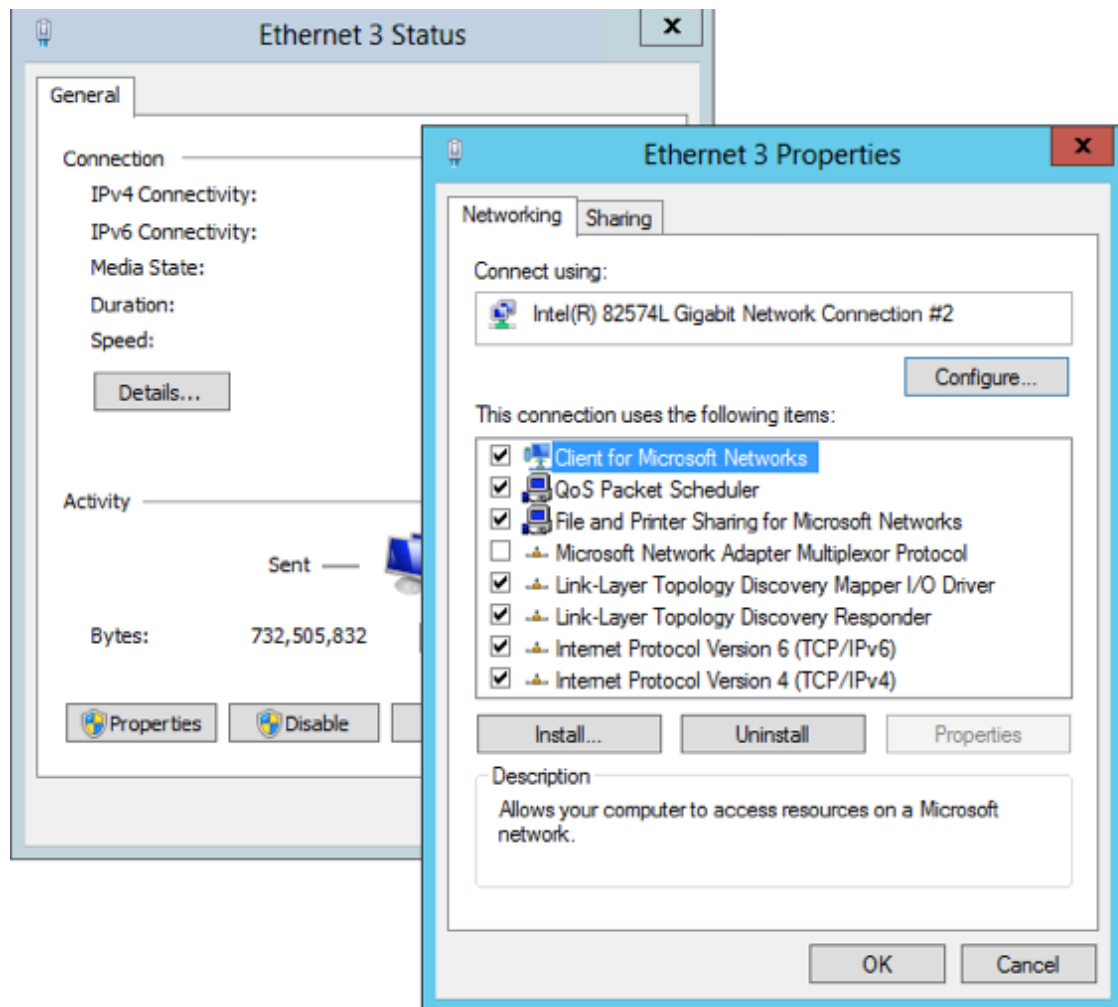 Ethernet 3 Status
x
General
Connection
IPv4 Connectivity:
IPv6 Connectivity:
Media State:
Duration:
Speed:
Details...
Activity
Sent
Bytes: 732,505,832
Properties
Disable
Ethernet 3 Properties
x
Networking
Sharing
Connect using:
Intel(R) 82574L Gigabit Network Connection #2
Configure...
This connection uses the following items:
Client for Microsoft Networks
QoS Packet Scheduler
File and Printer Sharing for Microsoft Networks
Microsoft Network Adapter Multiplexor Protocol
Link-Layer Topology Discovery Mapper I/O Driver
Link-Layer Topology Discovery Responder
Internet Protocol Version 6 (TCP/IPv6)
Internet Protocol Version 4 (TCP/IPv4)
Install...
Uninstall
Properties
Description
Allows your computer to access resources on a Microsoft
network.
OK
Cancel